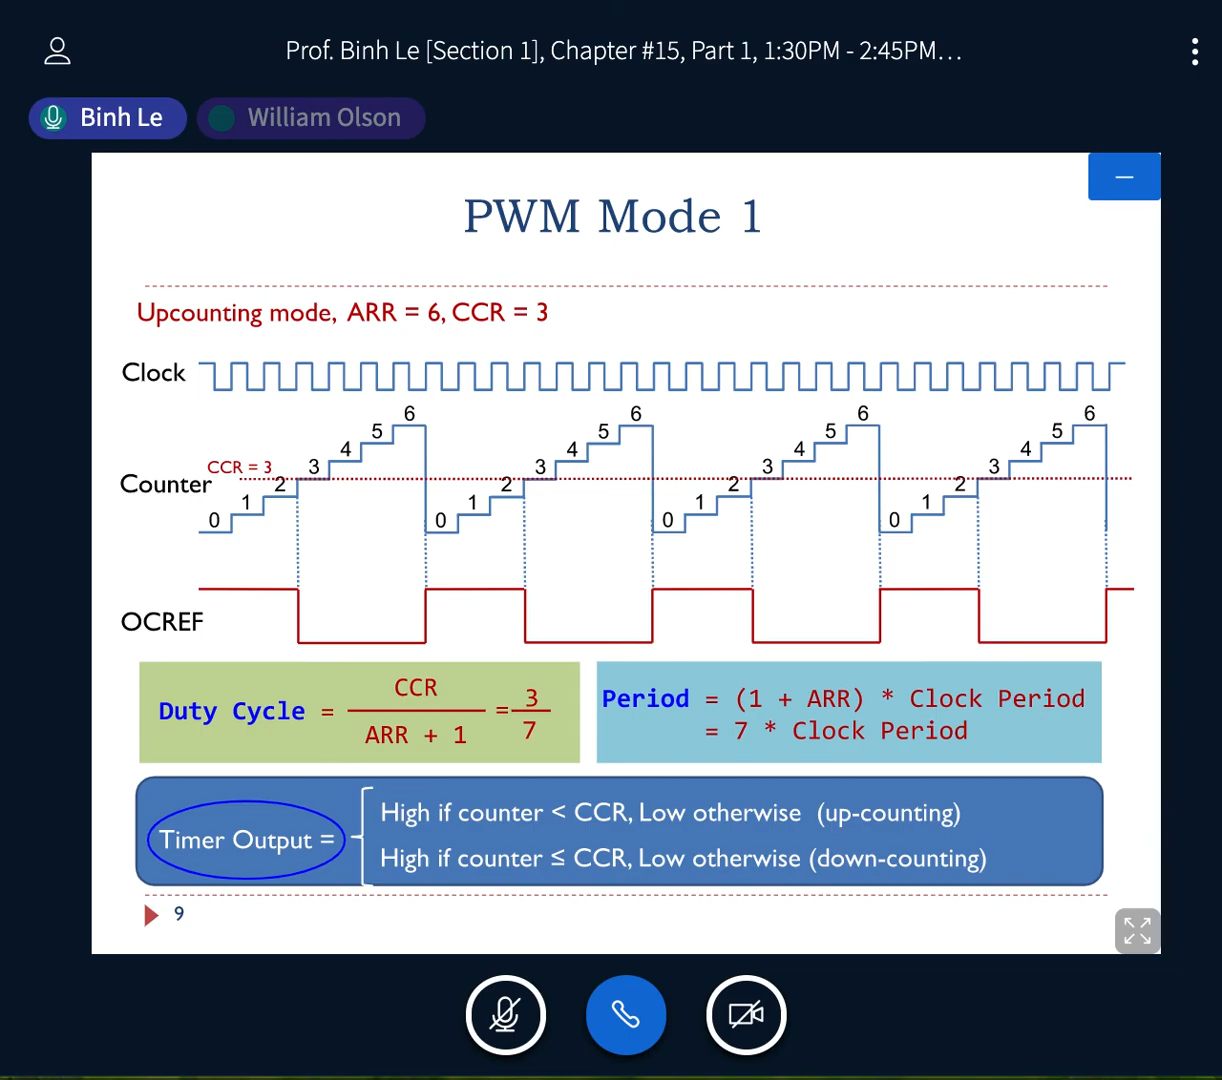 Prof. Binh Le [Section 1], Chapter #15, Part 1, 1:30PM - 2:45PM…
Binh Le
William Olson
PWM Mode 1
Upcounting mode, ARR = 6, CCR = 3
Clock
6 6 6 6
5 5 5 5
4 4 4 4
CCR = 3 3 3 3 3
Counter 2 2 2 2
1 1 1 1
0 0 0 0
OCREF
Duty Cycle = CCR / ARR + 1 = 3 / 7
Period = (1 + ARR) * Clock Period
= 7 * Clock Period
Timer Output =
High if counter < CCR, Low otherwise (up-counting)
High if counter ≤ CCR, Low otherwise (down-counting)
9